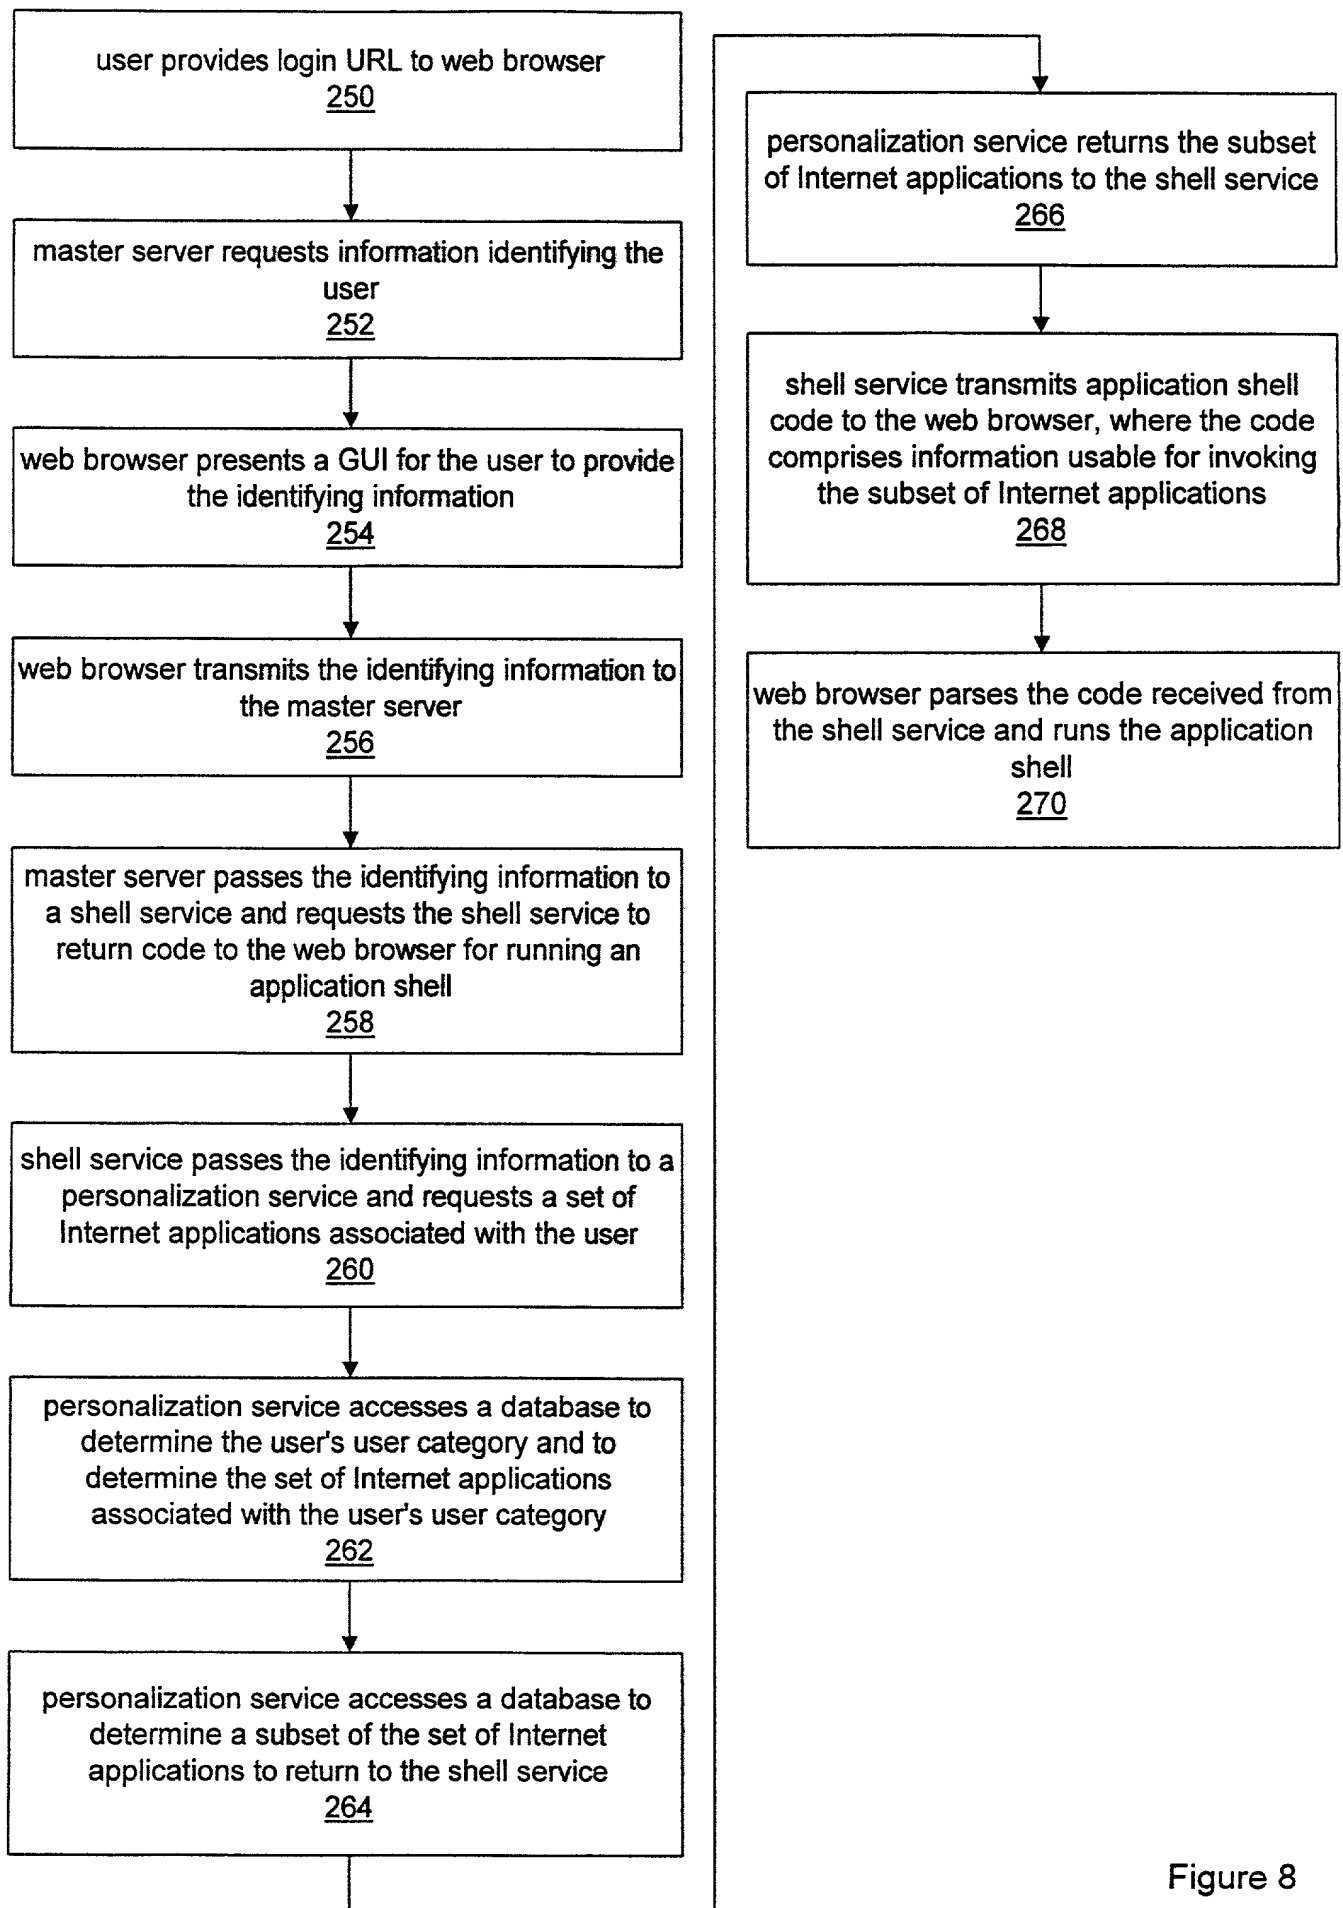 user provides login URL to web browser
250
master server requests information identifying the
user
252
web browser presents a GUI for the user to provide
the identifying information
254
web browser transmits the identifying information to
the master server
256
master server passes the identifying information to
a shell service and requests the shell service to
return code to the web browser for running an
application shell
258
shell service passes the identifying information to a
personalization service and requests a set of
Internet applications associated with the user
260
personalization service accesses a database to
determine the user's user category and to
determine the set of Internet applications
associated with the user's user category
262
personalization service accesses a database to
determine a subset of the set of Internet
applications to return to the shell service
264
personalization service returns the subset
of Internet applications to the shell service
266
shell service transmits application shell
code to the web browser, where the code
comprises information usable for invoking
the subset of Internet applications
268
web browser parses the code received from
the shell service and runs the application
shell
270
Figure 8